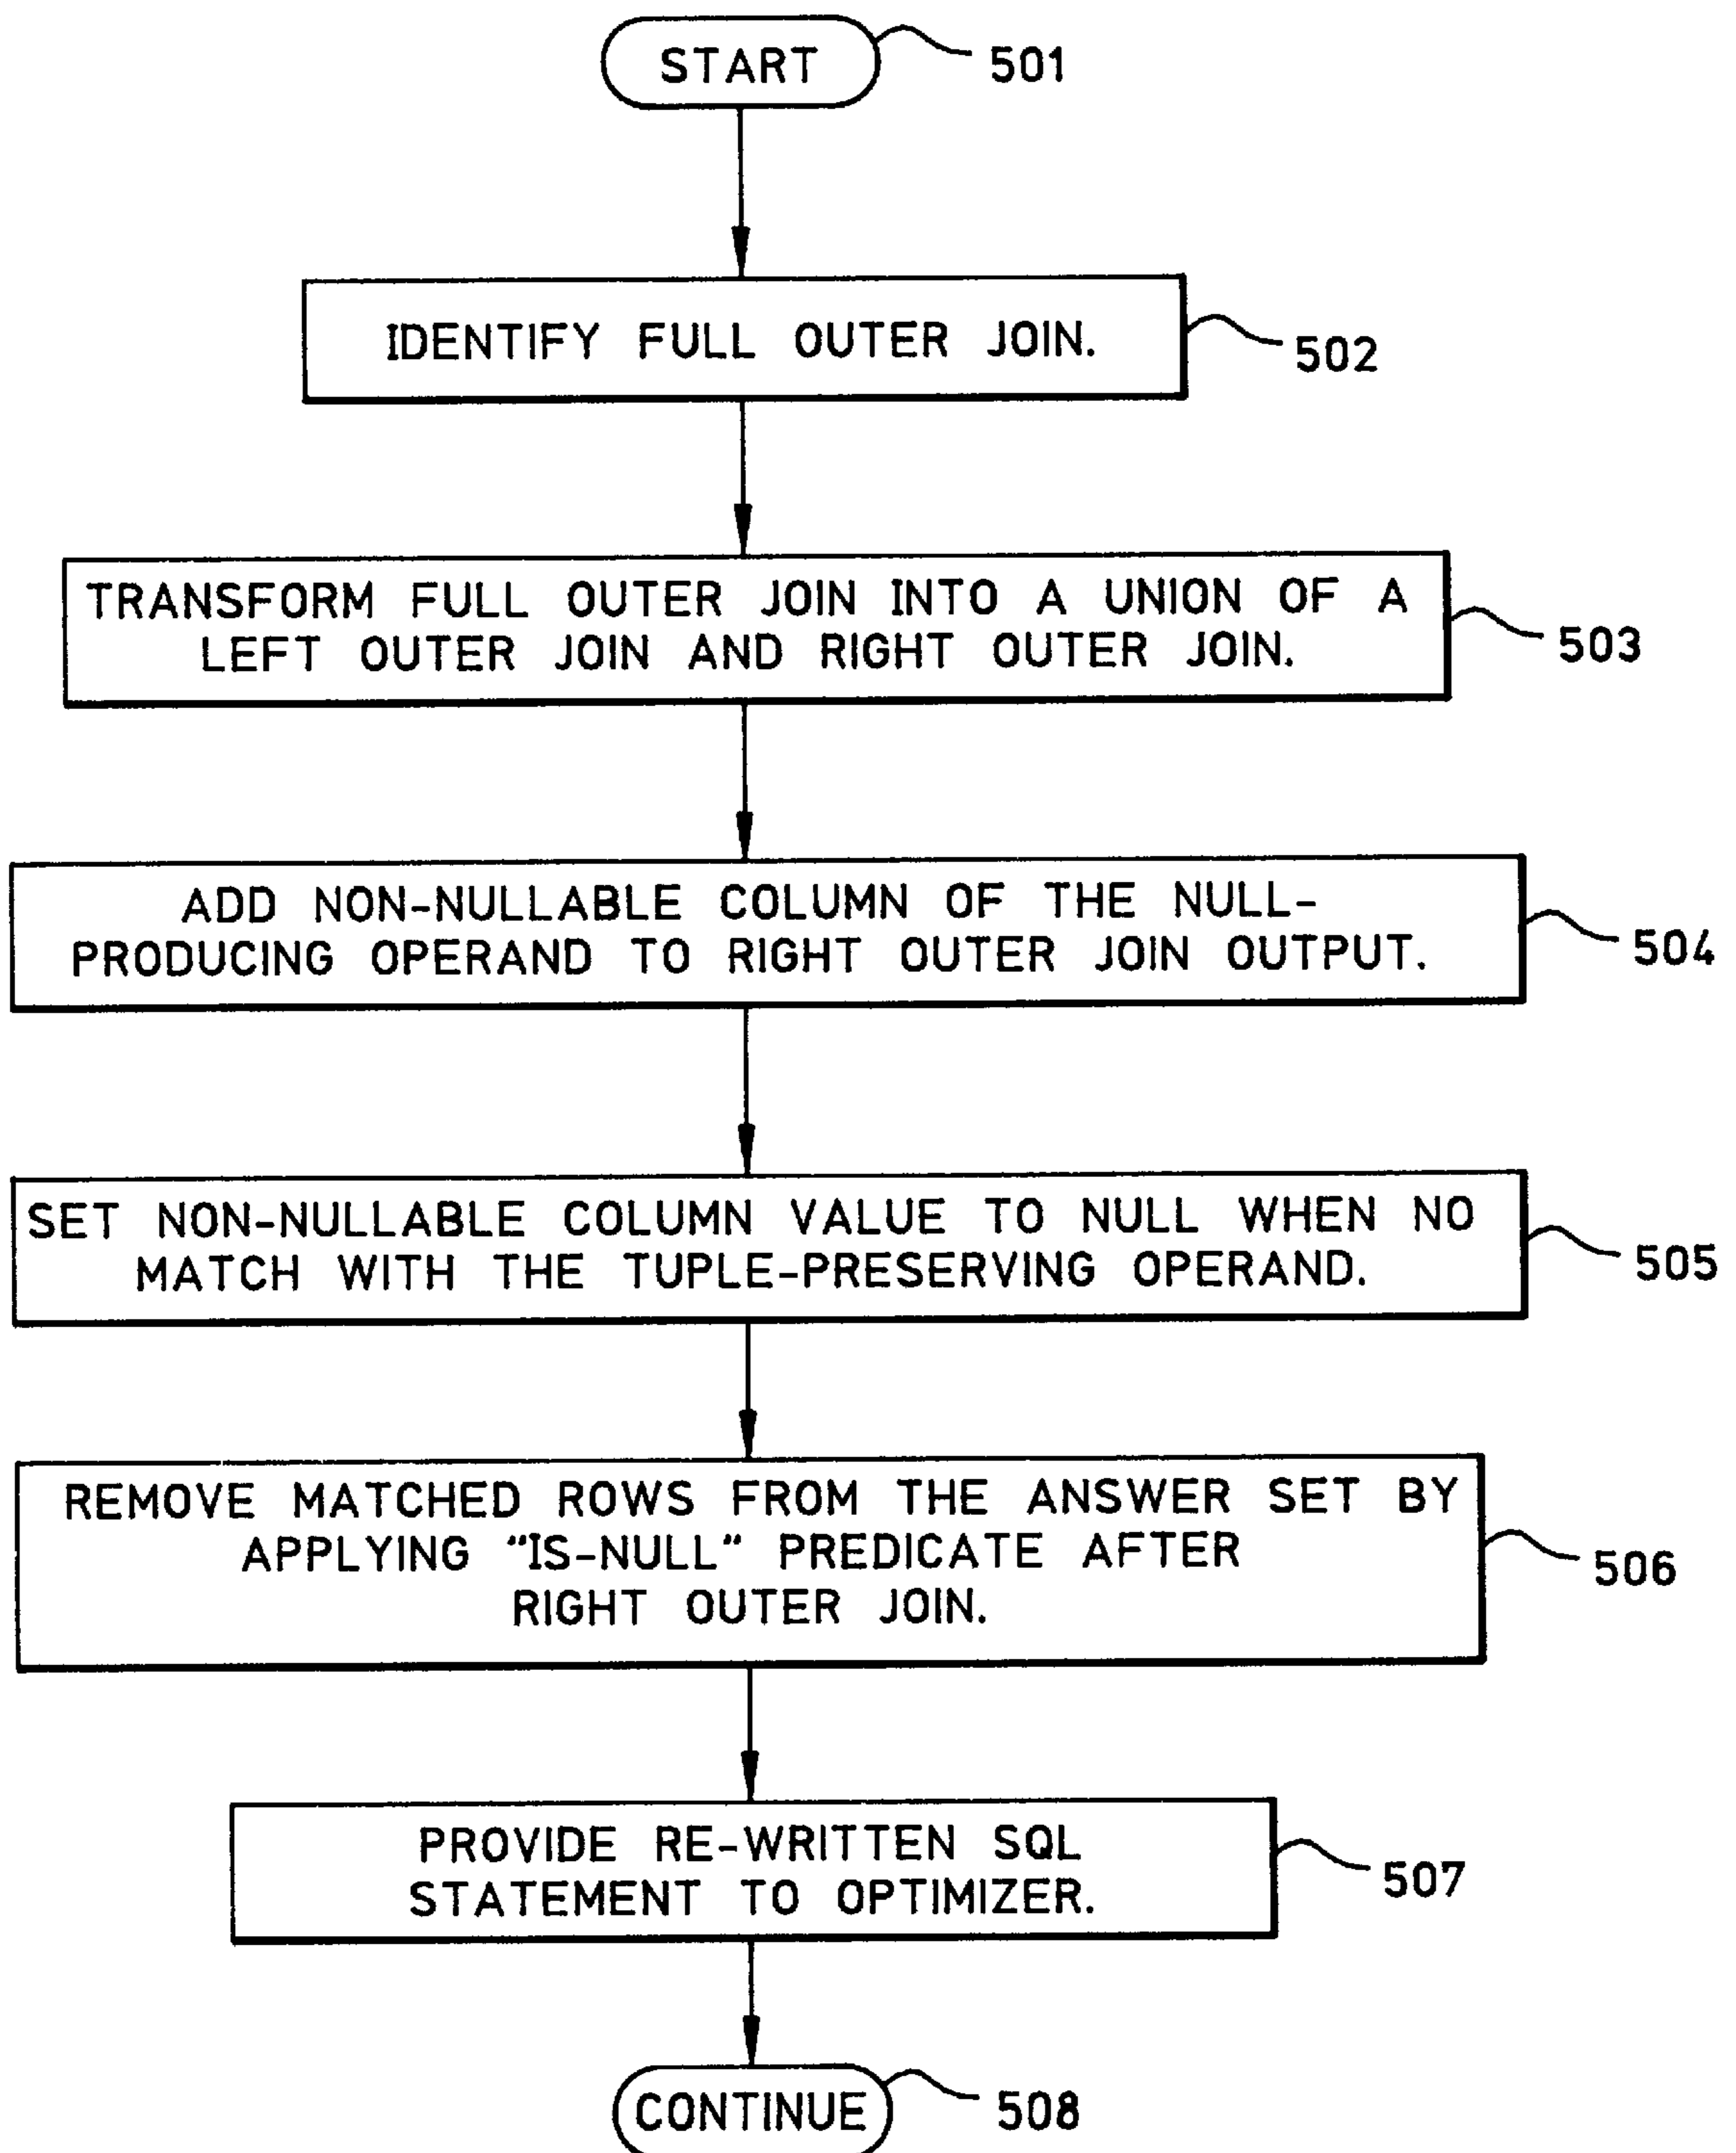 START
501
IDENTIFY FULL OUTER JOIN.
502
TRANSFORM FULL OUTER JOIN INTO A UNION OF A
LEFT OUTER JOIN AND RIGHT OUTER JOIN.
503
ADD NON-NULLABLE COLUMN OF THE NULL-
PRODUCING OPERAND TO RIGHT OUTER JOIN OUTPUT.
504
SET NON-NULLABLE COLUMN VALUE TO NULL WHEN NO
MATCH WITH THE TUPLE-PRESERVING OPERAND.
505
REMOVE MATCHED ROWS FROM THE ANSWER SET BY
APPLYING "IS-NULL" PREDICATE AFTER
RIGHT OUTER JOIN.
506
PROVIDE RE-WRITTEN SQL
STATEMENT TO OPTIMIZER.
507
CONTINUE
508